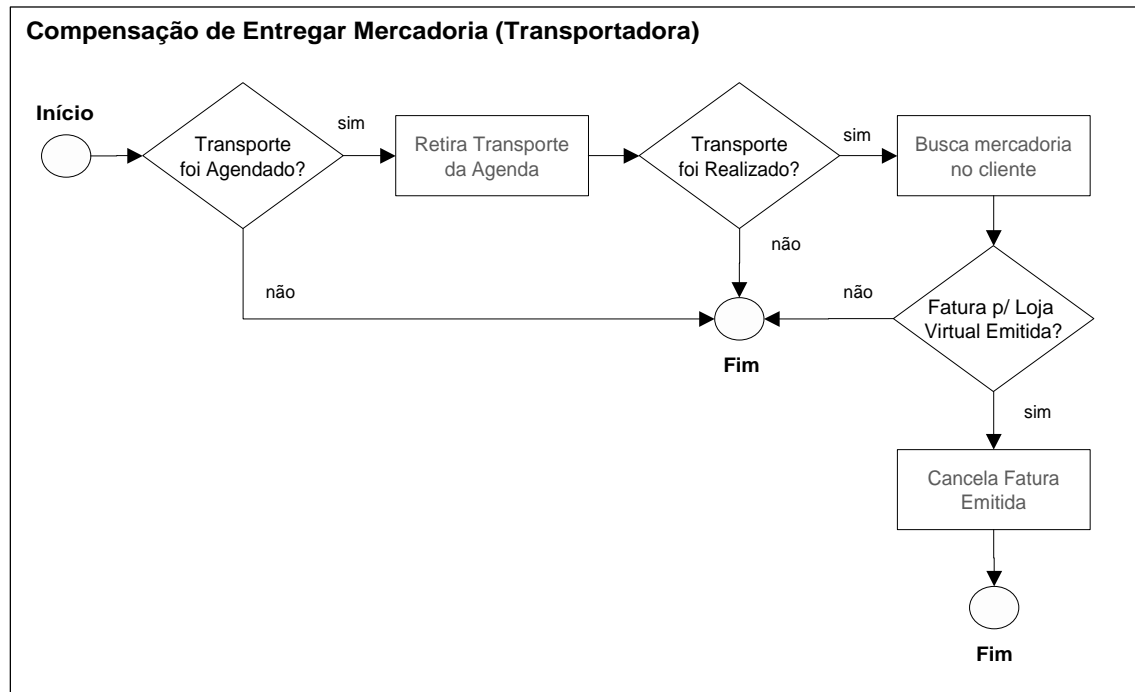 Compensação de Entregar Mercadoria (Transportadora)
Início
Transporte
foi Agendado?
sim
Retira Transporte
da Agenda
Transporte
foi Realizado?
sim
Busca mercadoria
no cliente
não
não
Fim
não
Fatura p/ Loja
Virtual Emitida?
sim
Cancela Fatura
Emitida
Fim